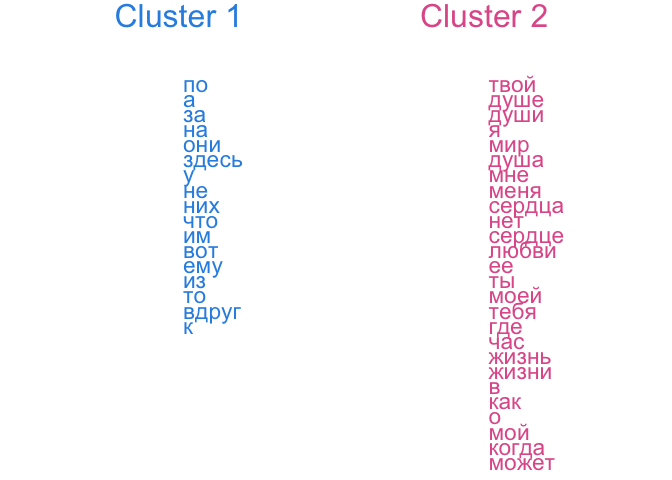 Cluster 1
по
а
за
на
они
здесь
у
не
них
что
им
вот
ему
из
то
вдруг
к
Cluster 2
твой
душе
души
я
мир
душа
мне
меня
сердца
нет
сердце
любви
ее
ты
моей
тебя
где
час
жизнь
жизни
в
как
о
мой
когда
может